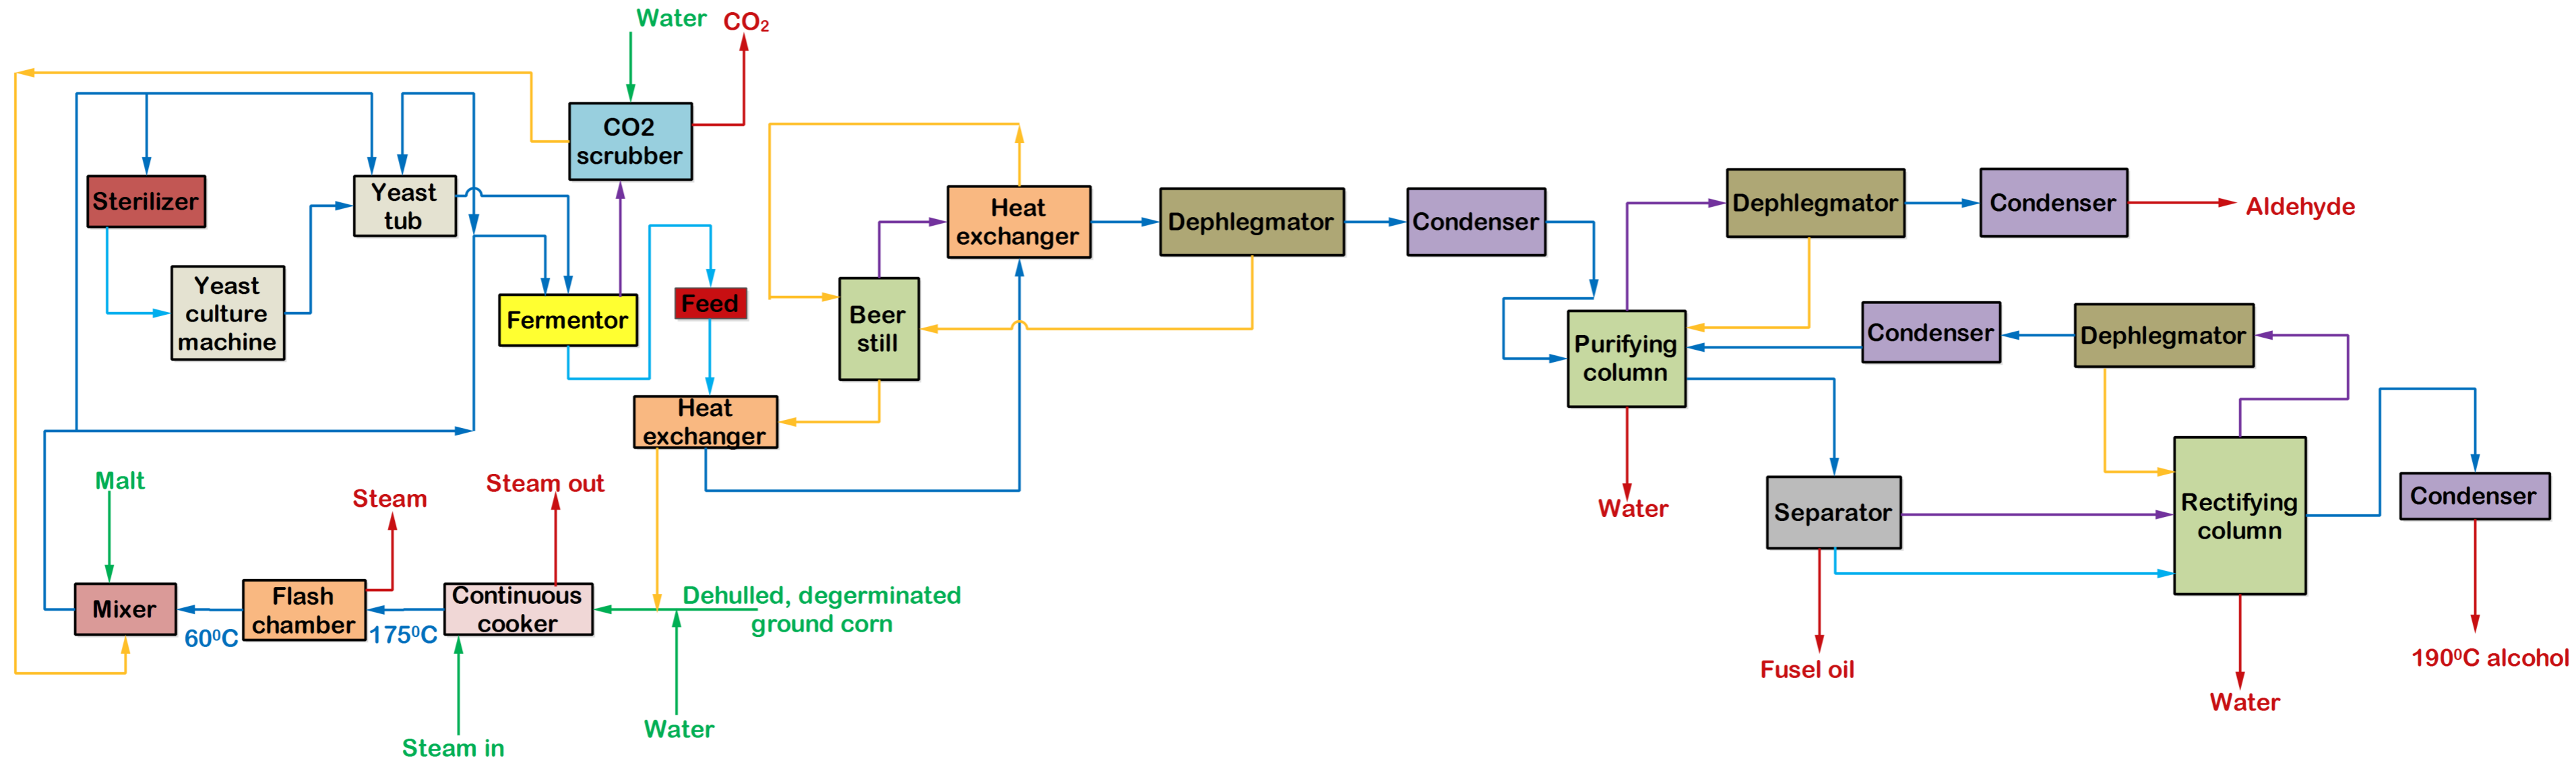 Water
CO₂
CO2
scrubber
Sterilizer
Yeast
tub
Yeast
culture
machine
Fermentor
Feed
Heat
exchanger
Beer
still
Heat
exchanger
Dephlegmator
Condenser
Dephlegmator
Condenser
Aldehyde
Purifying
column
Condenser
Dephlegmator
Water
Separator
Rectifying
column
Condenser
Fusel oil
Water
190⁰C alcohol
Malt
Steam
Steam out
Mixer
60⁰C
Flash
chamber
175⁰C
Continuous
cooker
Dehulled, degerminated
ground corn
Steam in
Water